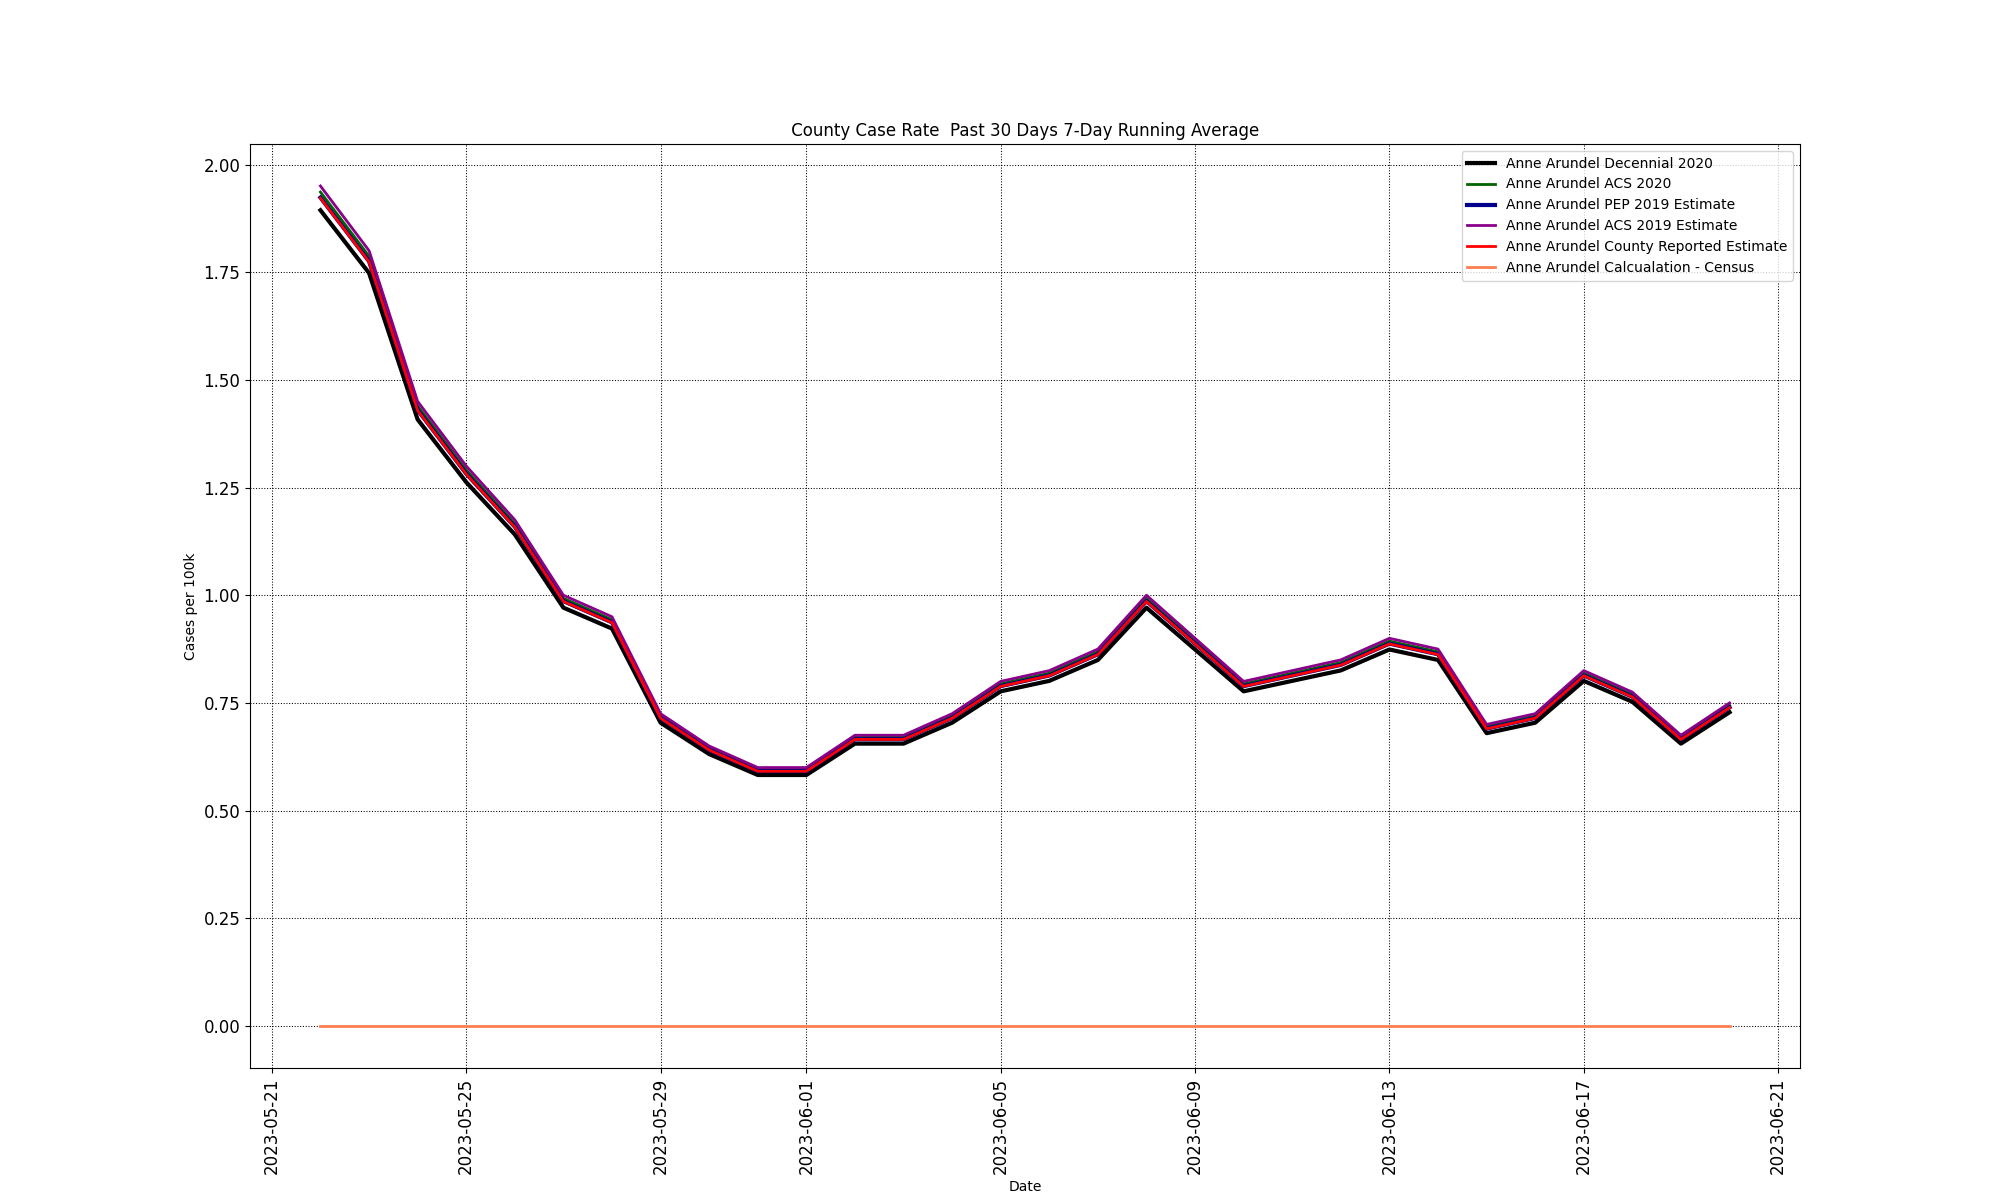 County Case Rate  Past 30 Days 7-Day Running Average
Anne Arundel Decennial 2020
Anne Arundel ACS 2020
Anne Arundel PEP 2019 Estimate
Anne Arundel ACS 2019 Estimate
Anne Arundel County Reported Estimate
Anne Arundel Calcualation - Census
Cases per 100k
2.00
1.75
1.50
1.25
1.00
0.75
0.50
0.25
0.00
2023-05-21
2023-05-25
2023-05-29
2023-06-01
2023-06-05
2023-06-09
2023-06-13
2023-06-17
2023-06-21
Date